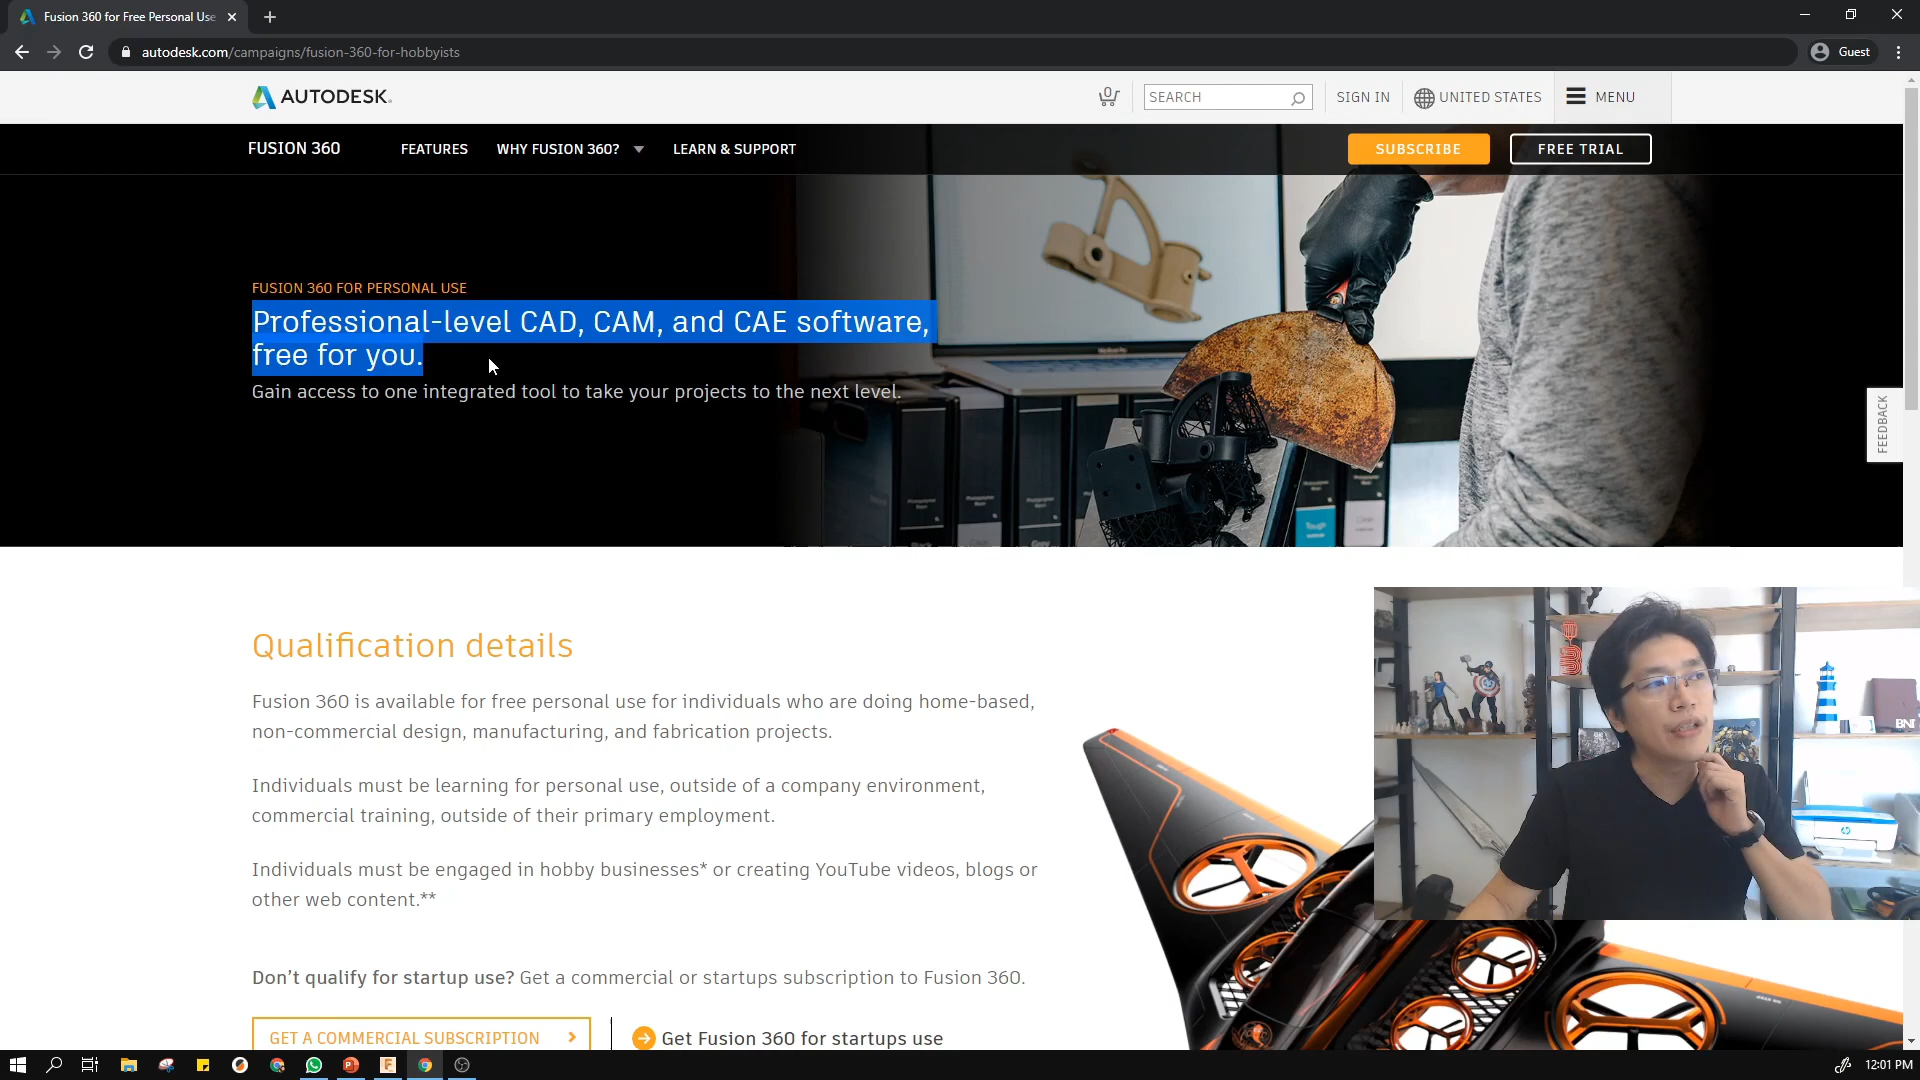 Fusion 360 for Free Personal Use
autodesk.com/campaigns/fusion-360-for-hobbyists
Guest
AUTODESK.
0
SEARCH
SIGN IN
UNITED STATES
MENU
FUSION 360
FEATURES
WHY FUSION 360?
LEARN & SUPPORT
SUBSCRIBE
FREE TRIAL
FUSION 360 FOR PERSONAL USE
Professional-level CAD, CAM, and CAE software,
free for you.
Gain access to one integrated tool to take your projects to the next level.
FEEDBACK
Qualification details
Fusion 360 is available for free personal use for individuals who are doing home-based,
non-commercial design, manufacturing, and fabrication projects.
Individuals must be learning for personal use, outside of a company environment,
commercial training, outside of their primary employment.
Individuals must be engaged in hobby businesses* or creating YouTube videos, blogs or
other web content.**
BNI
hp
Don't qualify for startup use? Get a commercial or startups subscription to Fusion 360.
GET A COMMERCIAL SUBSCRIPTION
Get Fusion 360 for startups use
12:01 PM